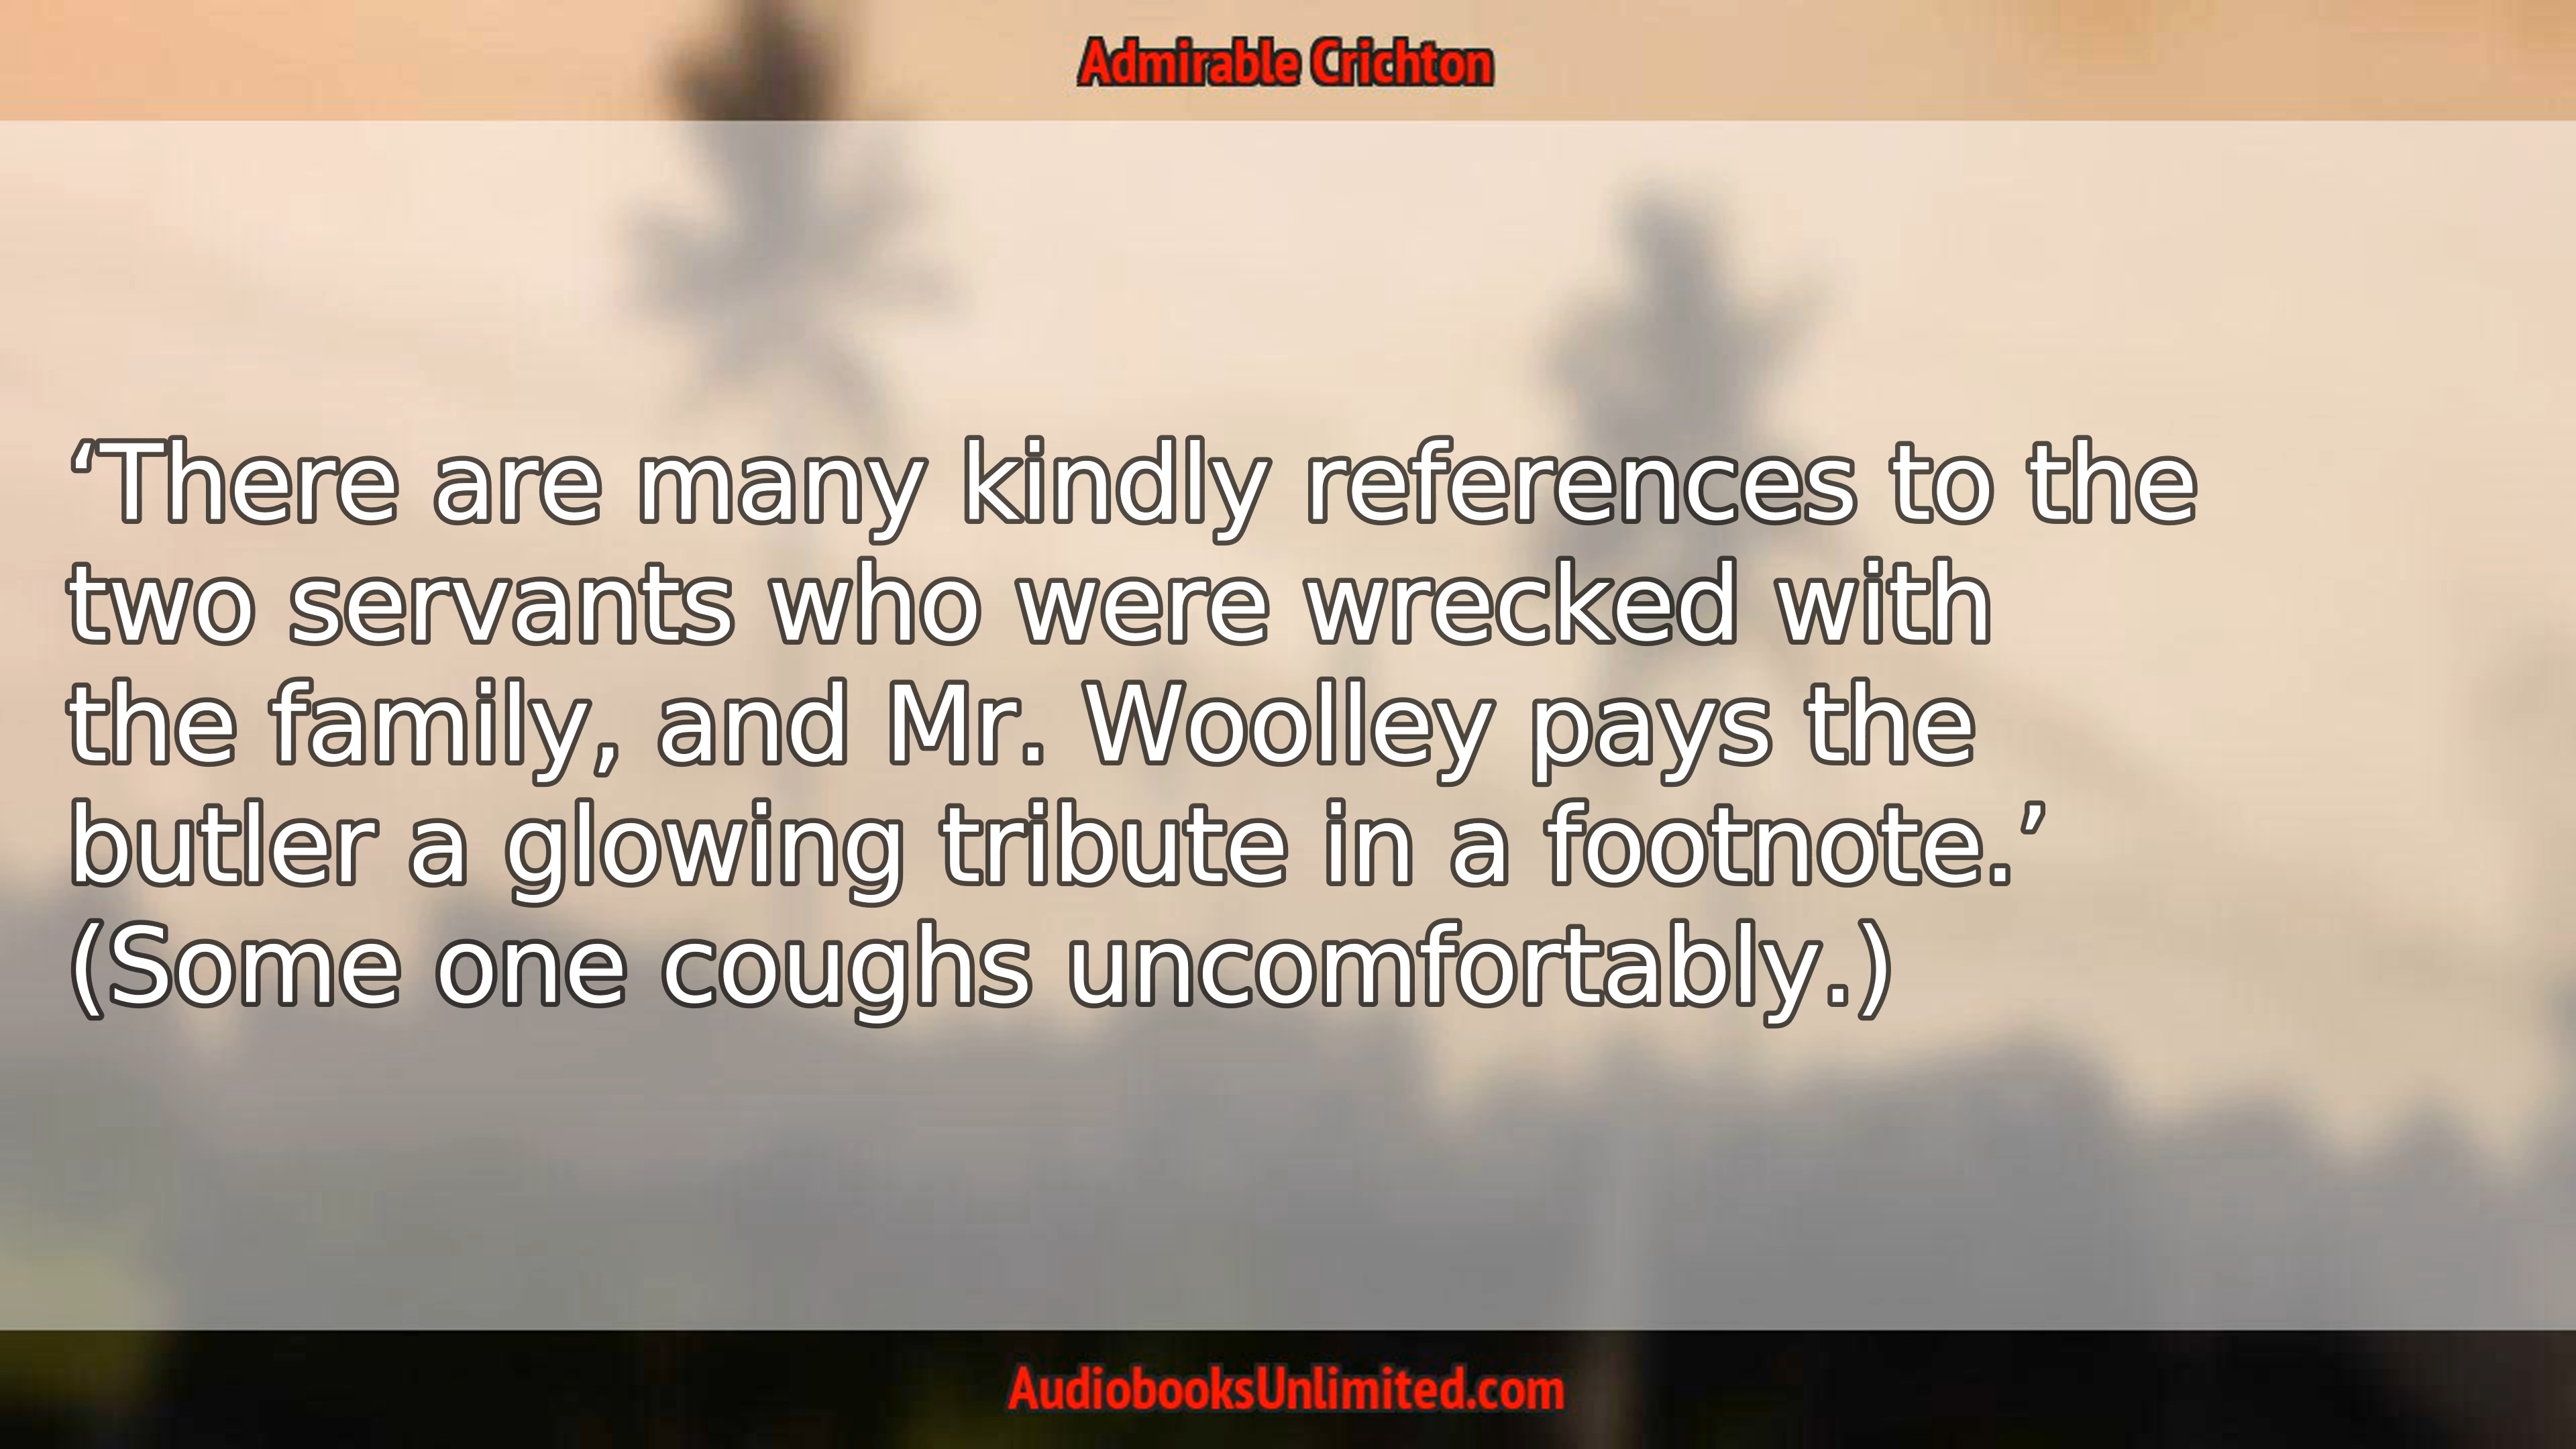 Admirable Crichton
‘There are many kindly references to the
two servants who were wrecked with
the family, and Mr. Woolley pays the
butler a glowing tribute in a footnote.’
(Some one coughs uncomfortably.)
AudiobooksUnlimited.com